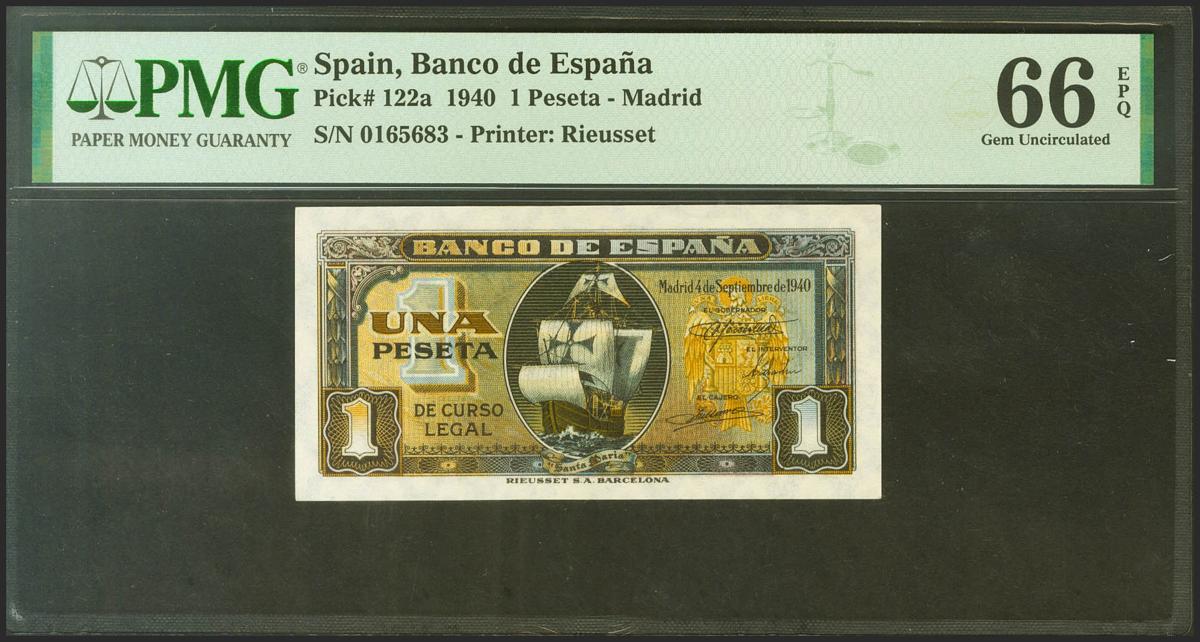 PMG®
PAPER MONEY GUARANTY
Spain, Banco de España
Pick# 122a 1940 1 Peseta - Madrid
S/N 0165683 - Printer: Rieusset
66
EPQ
Gem Uncirculated
BANCO DE ESPAÑA
1
UNA
PESETA
DE CURSO
LEGAL
Madrid 4 de Septiembre de 1940
EL GOBERNADOR
EL INTERVENTOR
EL CAJERO
1
1
"Santa Maria"
RIEUSSET S.A. BARCELONA